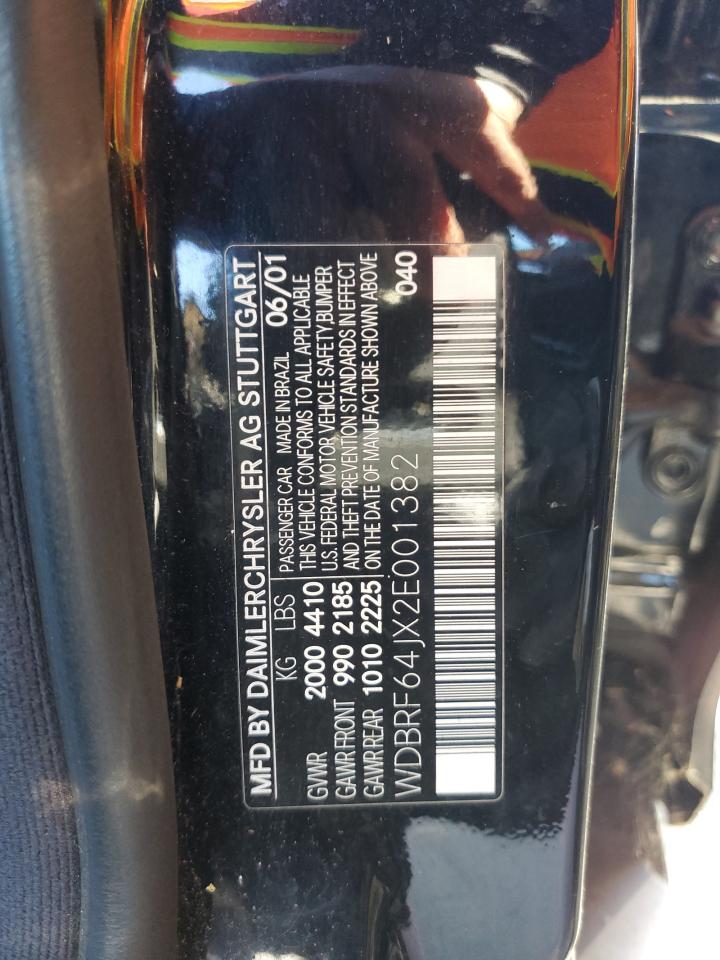 MFD BY DAIMLERCHRYSLER AG STUTTGART
KG LBS PASSENGER CAR MADE IN BRAZIL 06/01
GVWR 2000 4410 THIS VEHICLE CONFORMS TO ALL APPLICABLE
GAWR FRONT 990 2185 U.S. FEDERAL MOTOR VEHICLE SAFETY, BUMPER
GAWR REAR 1010 2225 AND THEFT PREVENTION STANDARDS IN EFFECT
ON THE DATE OF MANUFACTURE SHOWN ABOVE
WDBRF64JX2E001382 040